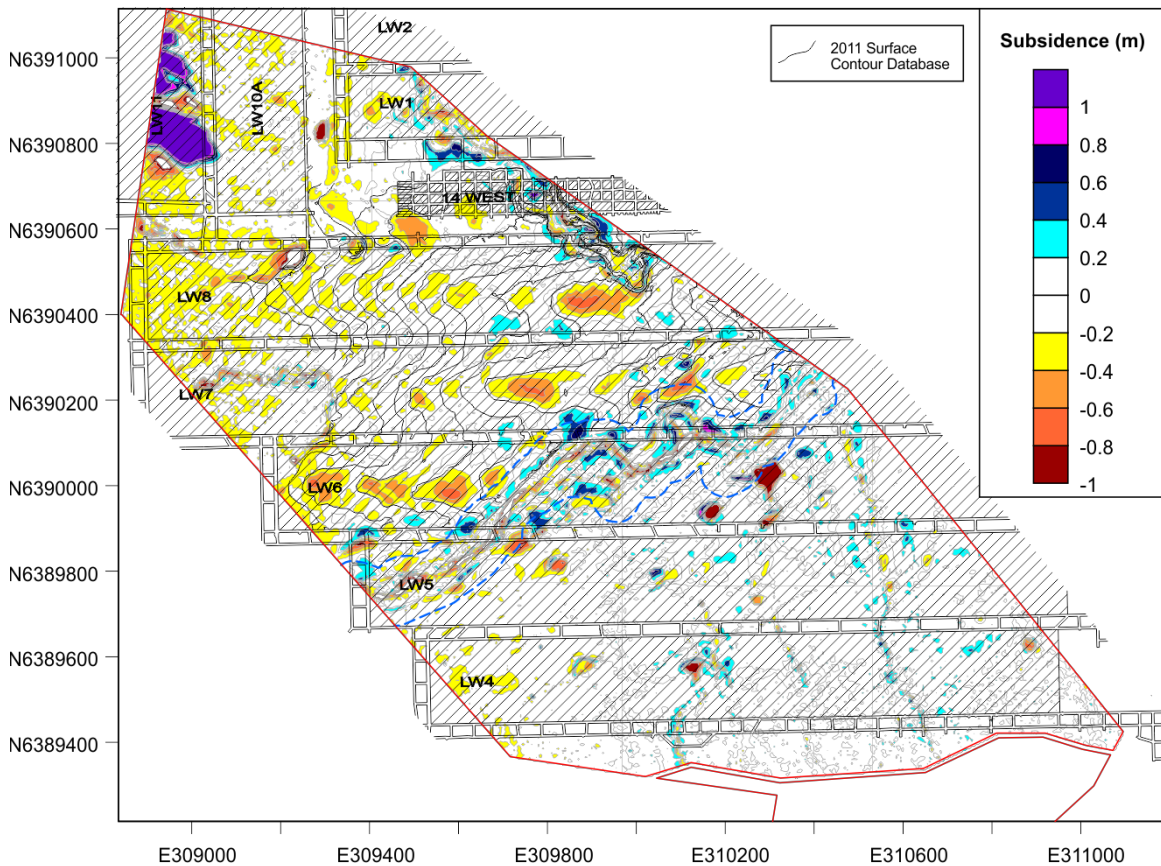 LW2
2011 Surface
Contour Database
Subsidence (m)
1
0.8
0.6
0.4
0.2
0
-0.2
-0.4
-0.6
-0.8
-1
N6391000
N6390800
N6390600
N6390400
N6390200
N6390000
N6389800
N6389600
N6389400
LW11
LW10A
LW1
14 WEST
LW8
LW7
LW6
LW5
LW4
E309000
E309400
E309800
E310200
E310600
E311000